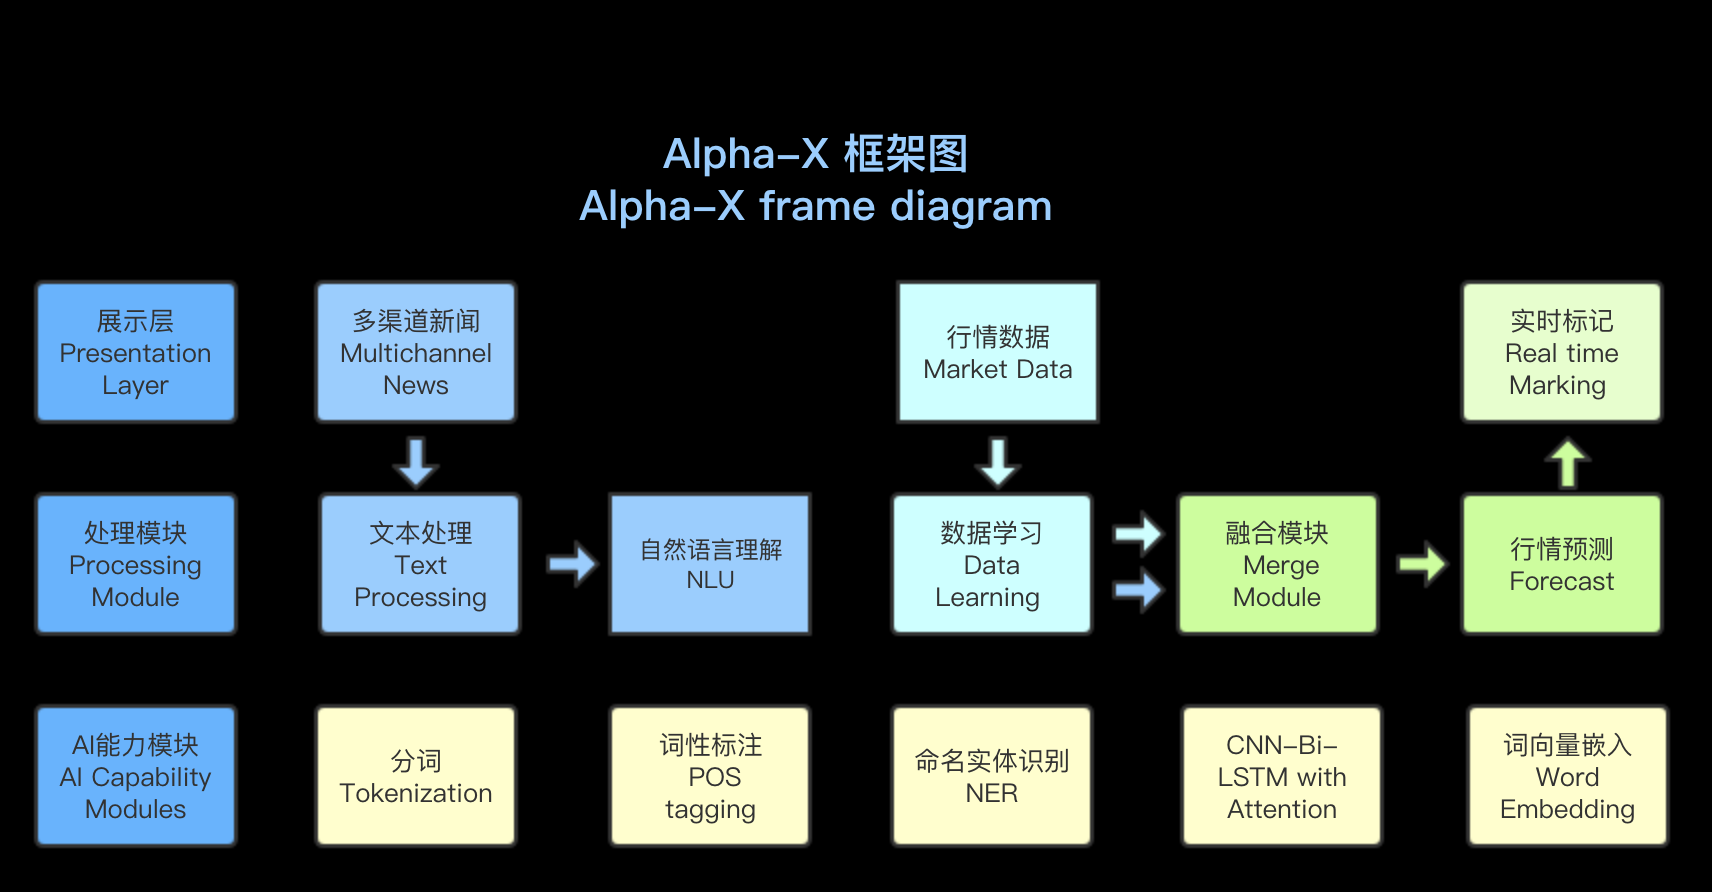 Alpha-X 框架图
Alpha-X frame diagram
展示层
Presentation
Layer
多渠道新闻
Multichannel
News
行情数据
Market Data
实时标记
Real time
Marking
处理模块
Processing
Module
文本处理
Text
Processing
自然语言理解
NLU
数据学习
Data
Learning
融合模块
Merge
Module
行情预测
Forecast
AI能力模块
AI Capability
Modules
分词
Tokenization
词性标注
POS
tagging
命名实体识别
NER
CNN-Bi-
LSTM with
Attention
词向量嵌入
Word
Embedding